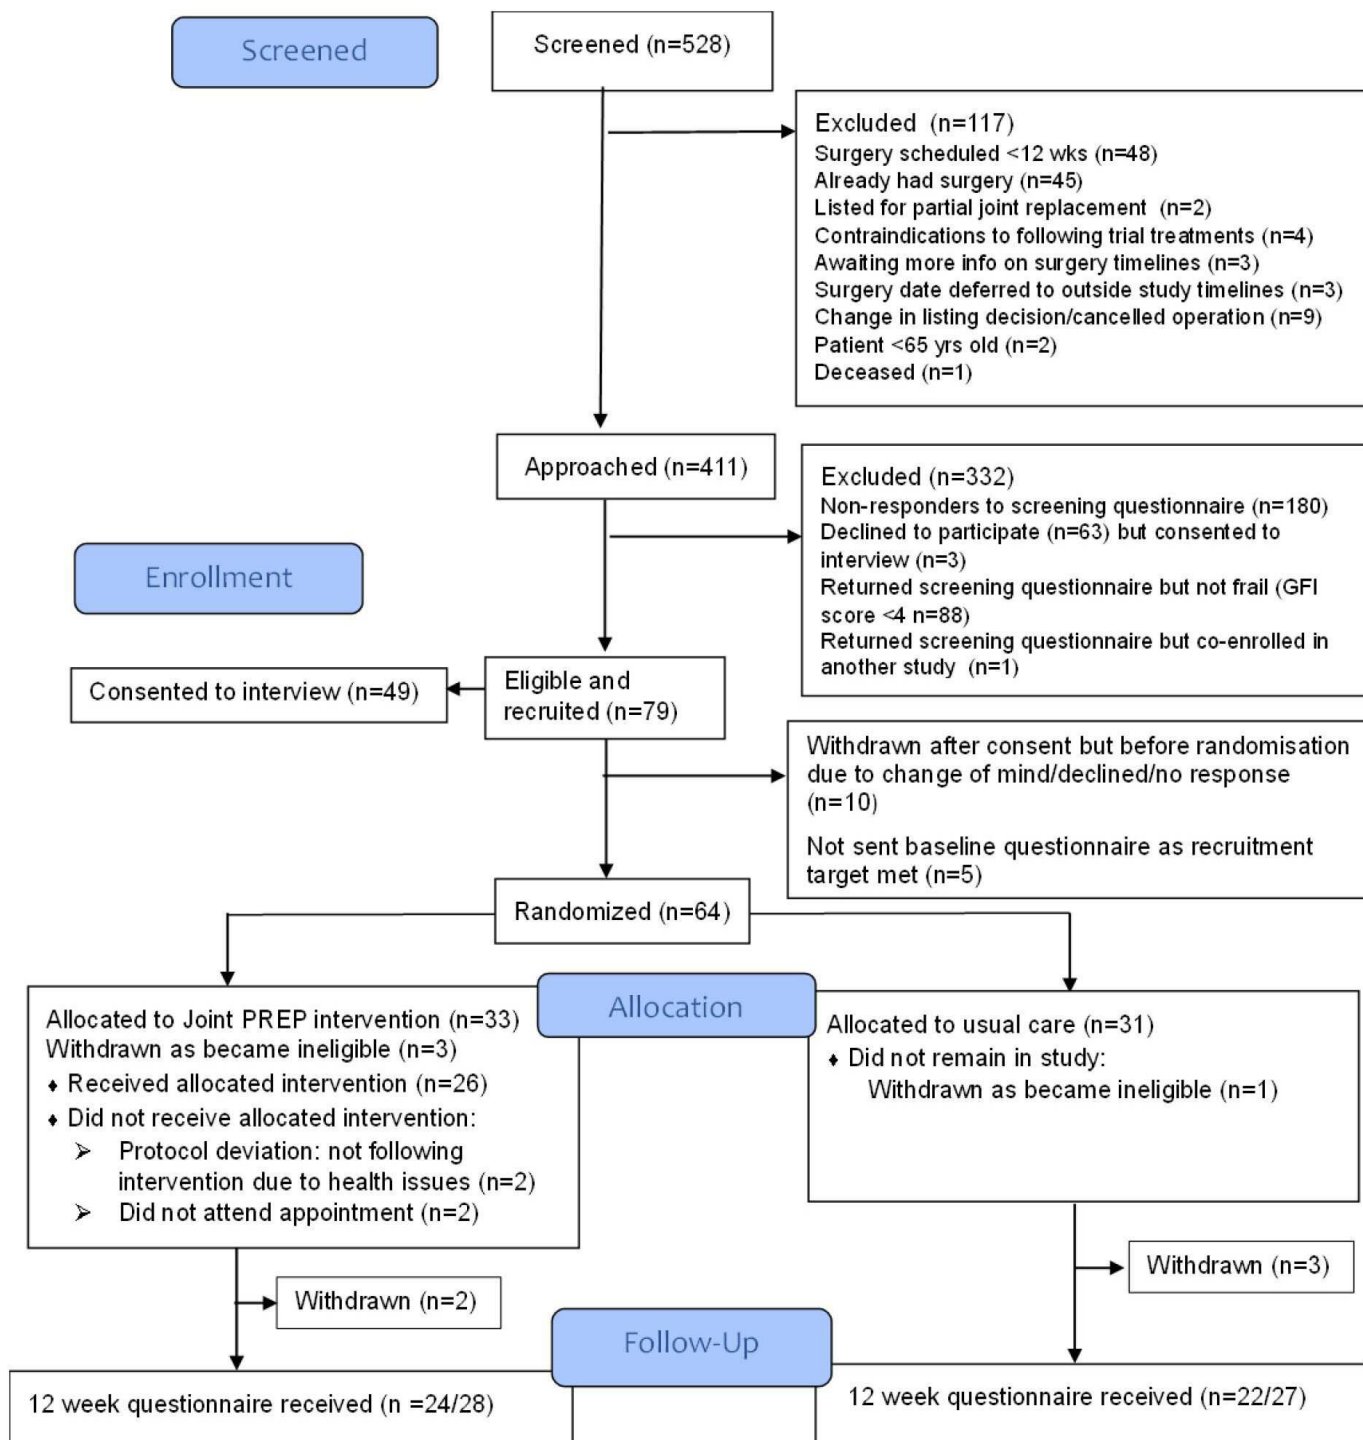 Screened
Screened (n=528)
Excluded (n=117)
Surgery scheduled <12 wks (n=48)
Already had surgery (n=45)
Listed for partial joint replacement (n=2)
Contraindications to following trial treatments (n=4)
Awaiting more info on surgery timelines (n=3)
Surgery date deferred to outside study timelines (n=3)
Change in listing decision/cancelled operation (n=9)
Patient <65 yrs old (n=2)
Deceased (n=1)
Approached (n=411)
Excluded (n=332)
Non-responders to screening questionnaire (n=180)
Declined to participate (n=63) but consented to
interview (n=3)
Returned screening questionnaire but not frail (GFI
score <4 n=88)
Returned screening questionnaire but co-enrolled in
another study (n=1)
Enrollment
Consented to interview (n=49)
Eligible and
recruited (n=79)
Withdrawn after consent but before randomisation
due to change of mind/declined/no response
(n=10)
Not sent baseline questionnaire as recruitment
target met (n=5)
Randomized (n=64)
Allocation
Allocated to Joint PREP intervention (n=33)
Withdrawn as became ineligible (n=3)
♦ Received allocated intervention (n=26)
♦ Did not receive allocated intervention:
➢ Protocol deviation: not following
intervention due to health issues (n=2)
➢ Did not attend appointment (n=2)
Allocated to usual care (n=31)
♦ Did not remain in study:
Withdrawn as became ineligible (n=1)
Withdrawn (n=2)
Withdrawn (n=3)
Follow-Up
12 week questionnaire received (n =24/28)
12 week questionnaire received (n=22/27)